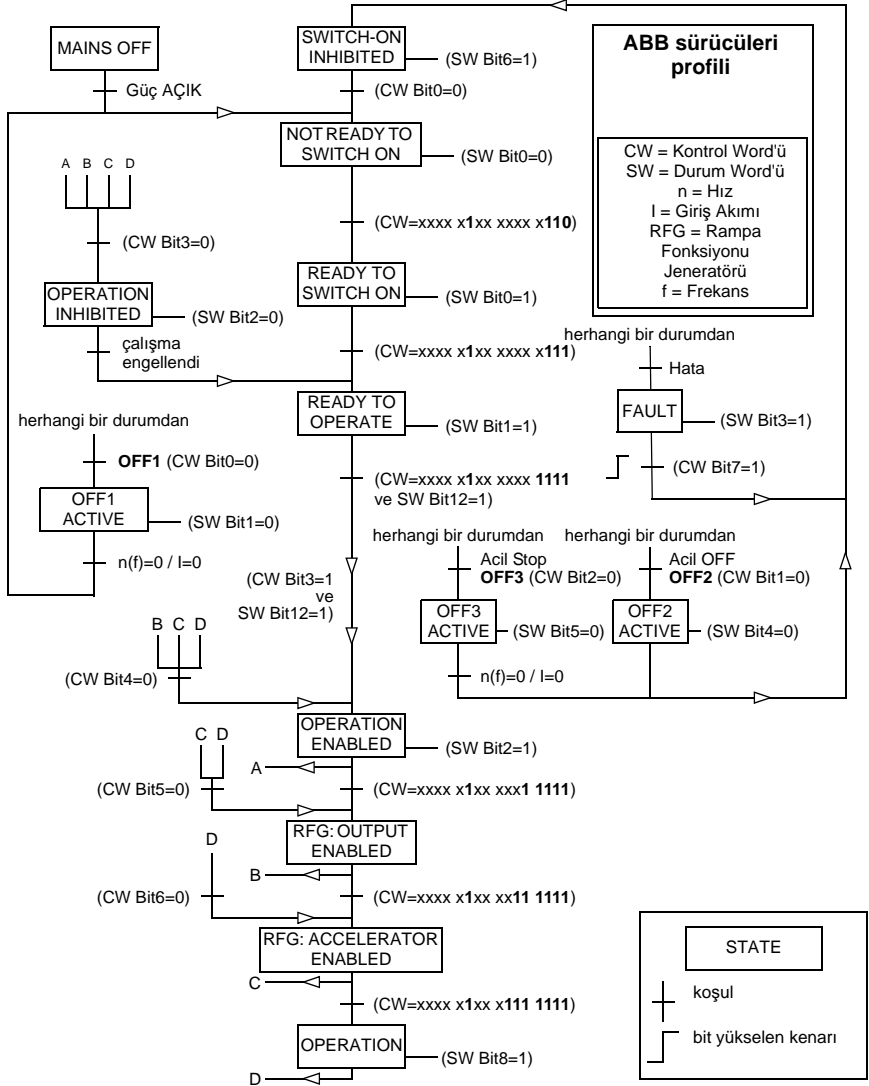 MAINS OFF
Güç AÇIK
SWITCH-ON
INHIBITED
(SW Bit6=1)
(CW Bit0=0)
ABB sürücüleri
profili
CW = Kontrol Word'ü
SW = Durum Word'ü
n = Hız
I = Giriş Akımı
RFG = Rampa
Fonksiyonu
Jeneratörü
f = Frekans
NOT READY TO
SWITCH ON
(SW Bit0=0)
A B C D
(CW Bit3=0)
(CW=xxxx x1xx xxxx x110)
OPERATION
INHIBITED
(SW Bit2=0)
çalışma
engellendi
READY TO
SWITCH ON
(SW Bit0=1)
(CW=xxxx x1xx xxxx x111)
herhangi bir durumdan
Hata
FAULT
(SW Bit3=1)
(CW Bit7=1)
READY TO
OPERATE
(SW Bit1=1)
(CW=xxxx x1xx xxxx 1111
ve SW Bit12=1)
herhangi bir durumdan
OFF1 (CW Bit0=0)
OFF1
ACTIVE
(SW Bit1=0)
n(f)=0 / I=0
(CW Bit3=1
ve
SW Bit12=1)
herhangi bir durumdan
Acil Stop
OFF3 (CW Bit2=0)
OFF3
ACTIVE
(SW Bit5=0)
n(f)=0 / I=0
herhangi bir durumdan
Acil OFF
OFF2 (CW Bit1=0)
OFF2
ACTIVE
(SW Bit4=0)
B C D
(CW Bit4=0)
OPERATION
ENABLED
(SW Bit2=1)
A
C D
(CW Bit5=0)
(CW=xxxx x1xx xxx1 1111)
RFG: OUTPUT
ENABLED
B
D
(CW Bit6=0)
(CW=xxxx x1xx xx11 1111)
RFG: ACCELERATOR
ENABLED
C
(CW=xxxx x1xx x111 1111)
OPERATION
(SW Bit8=1)
D
STATE
koşul
bit yükselen kenarı